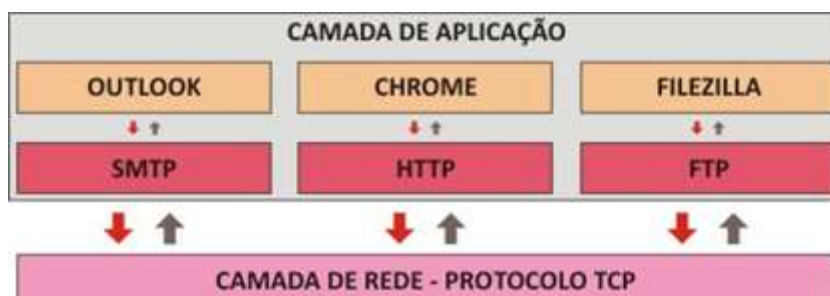 CAMADA DE APLICAÇÃO
OUTLOOK CHROME FILEZILLA
SMTP HTTP FTP
CAMADA DE REDE - PROTOCOLO TCP